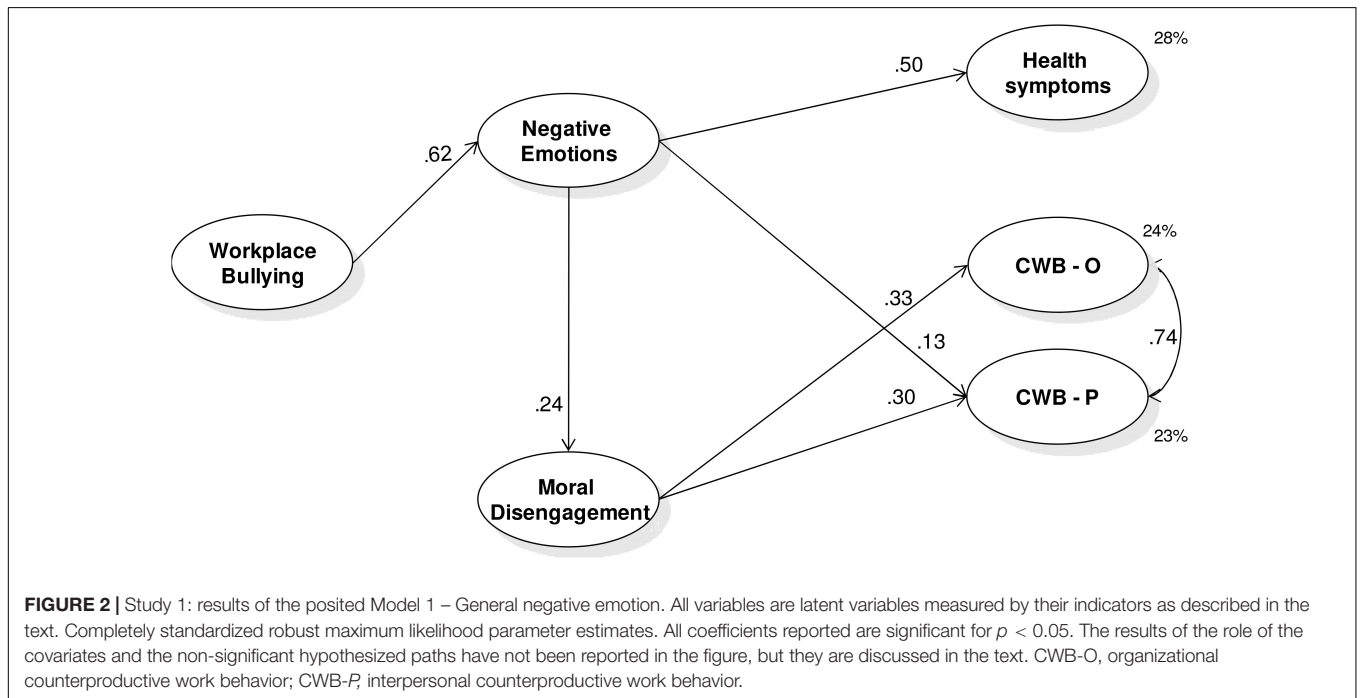 28%
Health
symptoms
.50
Negative
Emotions
.62
Workplace
Bullying
24%
CWB - O
.33
.74
.13
CWB - P
.30
.24
23%
Moral
Disengagement
FIGURE 2 | Study 1: results of the posited Model 1 – General negative emotion. All variables are latent variables measured by their indicators as described in the
text. Completely standardized robust maximum likelihood parameter estimates. All coefficients reported are significant for p < 0.05. The results of the role of the
covariates and the non-significant hypothesized paths have not been reported in the figure, but they are discussed in the text. CWB-O, organizational
counterproductive work behavior; CWB-P, interpersonal counterproductive work behavior.